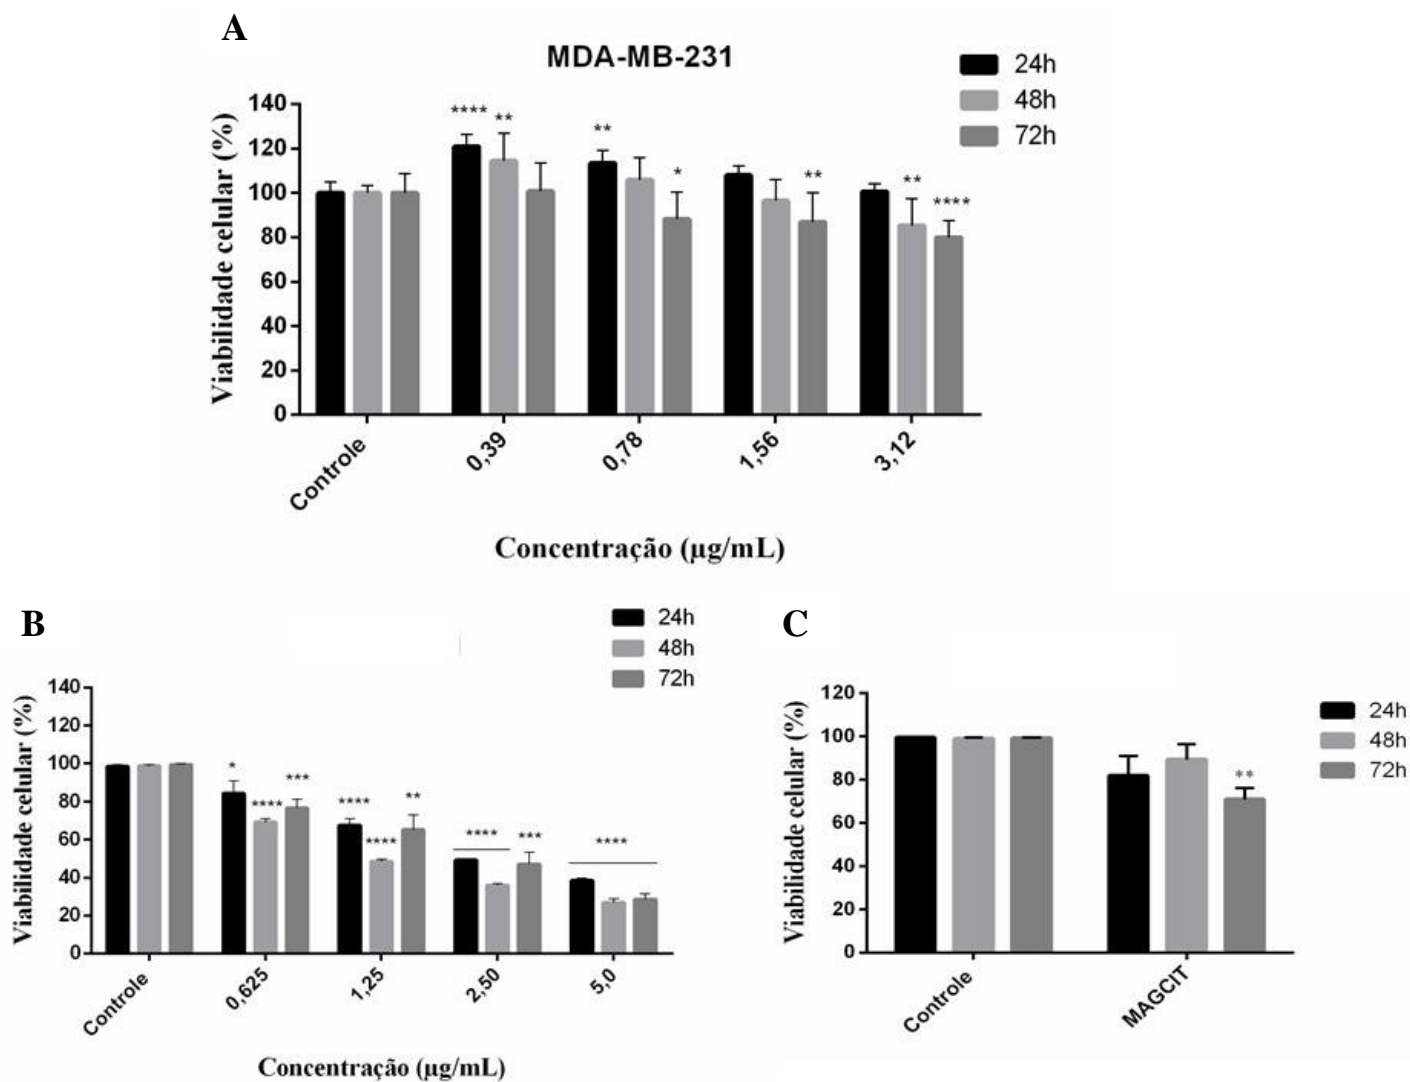 A
MDA-MB-231
24h
48h
72h
Viabilidade celular (%)
140
120
100
80
60
40
20
0
**** **
** *
**
** ****
Controle
0,39
0,78
1,56
3,12
Concentração (µg/mL)
B
24h
48h
72h
Viabilidade celular (%)
140
120
100
80
60
40
20
0
* **** ***
**** **** **
**** ***
****
Controle
0,625
1,25
2,50
5,0
Concentração (µg/mL)
C
24h
48h
72h
Viabilidade celular (%)
120
100
80
60
40
20
0
**
Controle
MAGCIT